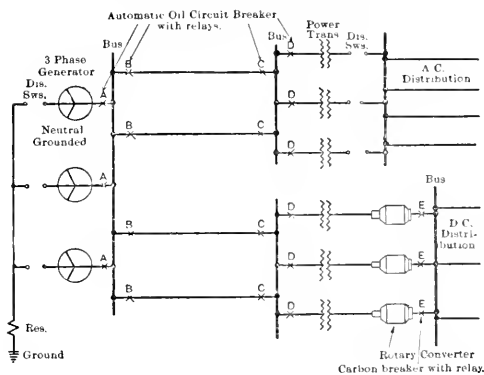 Automatic Oil Circuit Breaker
with relays.
Power
Trans
Dis.
Sws.
Bus
Bus
3 Phase
Generator
Dis.
Sws.
Neutral
Grounded
A
A
A
B
B
B
B
C
C
C
C
D
D
D
D
D
D
A C.
Distribution
Bus
E
E
E
D C.
Distri-
bution
Res.
Ground
Rotary Converter
Carbon breaker with relay.